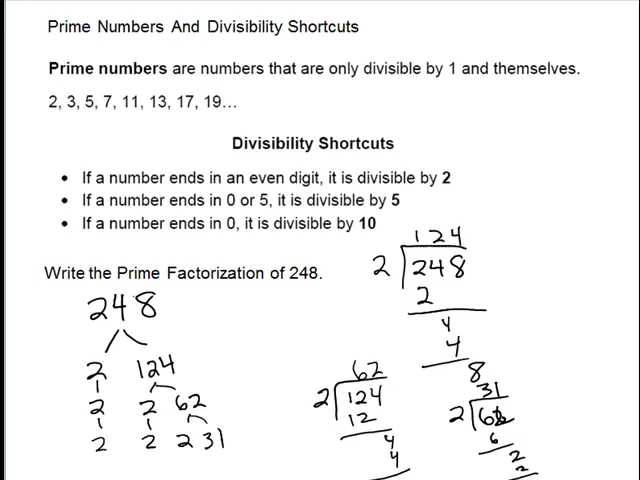 Prime Numbers And Divisibility Shortcuts
Prime numbers are numbers that are only divisible by 1 and themselves.
2, 3, 5, 7, 11, 13, 17, 19…
Divisibility Shortcuts
• If a number ends in an even digit, it is divisible by 2
• If a number ends in 0 or 5, it is divisible by 5
• If a number ends in 0, it is divisible by 10
Write the Prime Factorization of 248.
248
2 124
2 2 62
2 2 2 31
124
2 248
2
4
4
8
62
2 124
12
4
4
31
2 62
6
2
2